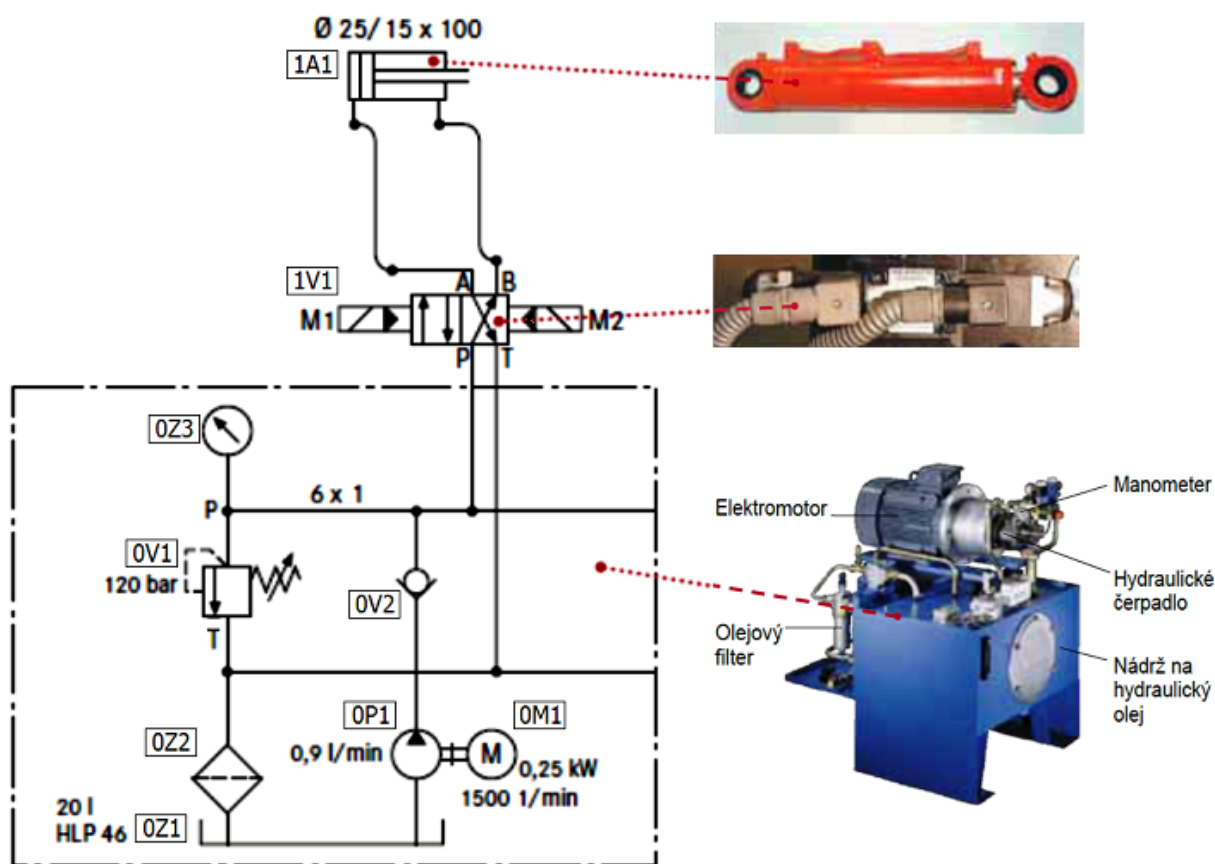 Ø 25/ 15 x 100
1A1
1V1
A B
M1
M2
P T
0Z3
P
6 x 1
0V1
120 bar
0V2
T
0P1
0M1
0Z2
0,9 l/min
M
0,25 kW
1500 1/min
20 l
HLP 46
0Z1
Elektromotor
Manometer
Hydraulické
čerpadlo
Olejový
filter
Nádrž na
hydraulický
olej